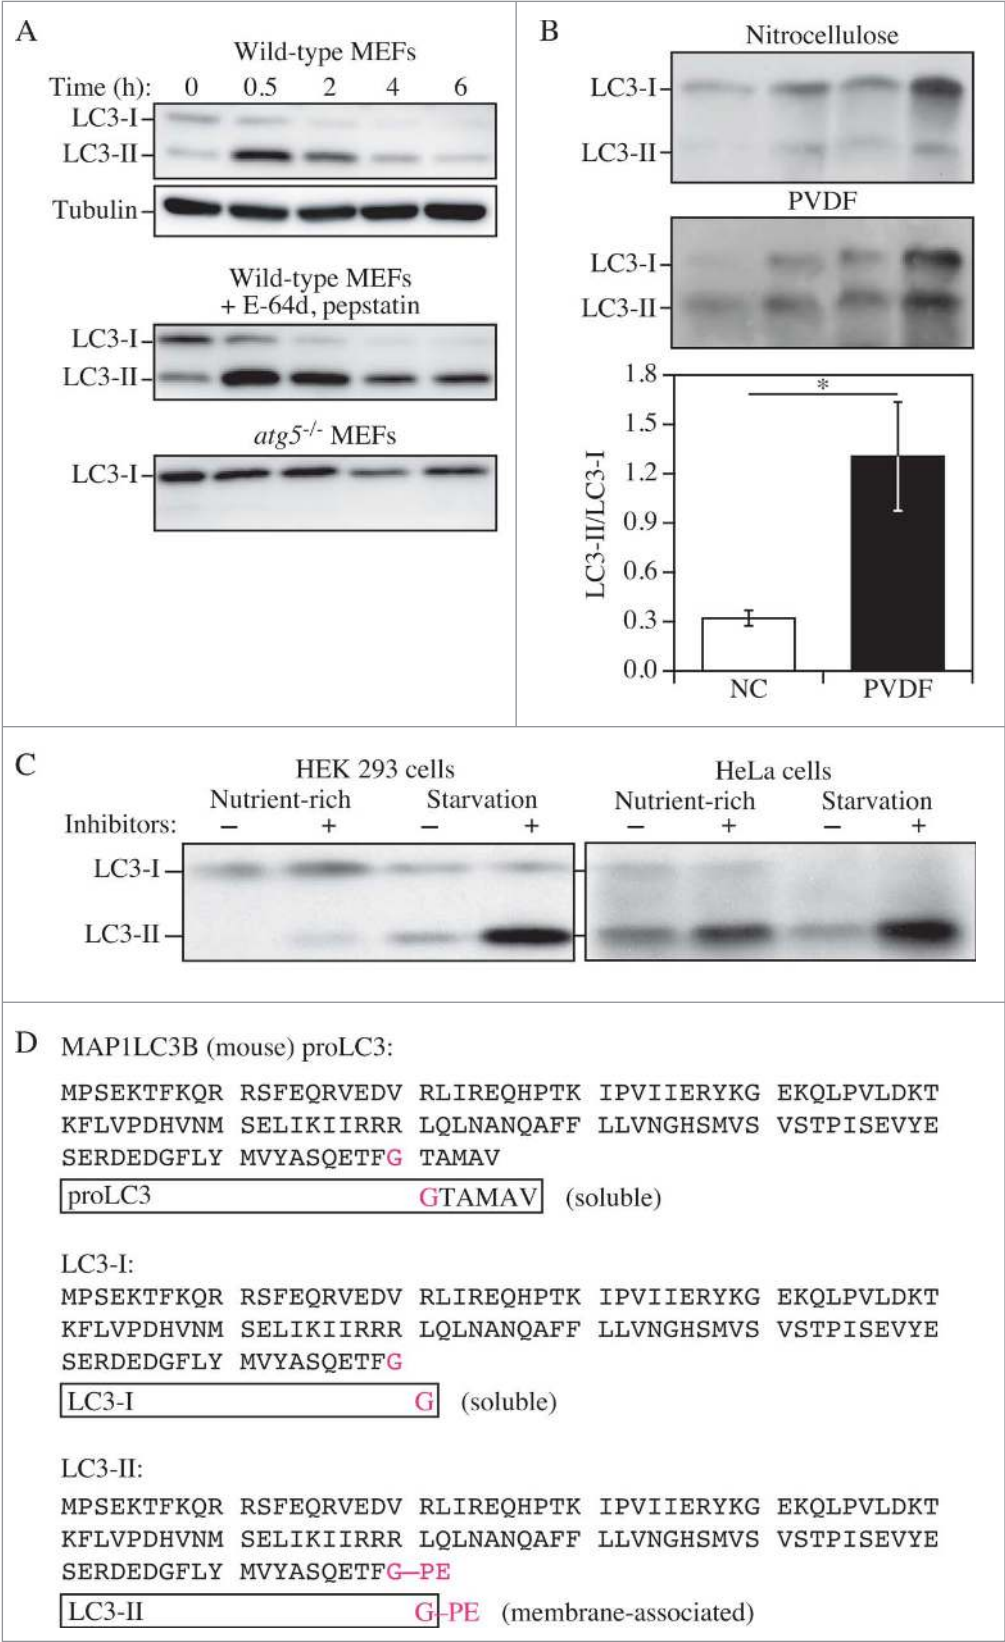 A
Wild-type MEFs
Time (h): 0 0.5 2 4 6
LC3-I
LC3-II
Tubulin
Wild-type MEFs
+ E-64d, pepstatin
LC3-I
LC3-II
atg5-/- MEFs
LC3-I
B
Nitrocellulose
LC3-I
LC3-II
PVDF
LC3-I
LC3-II
LC3-II/LC3-I
1.8
1.5
1.2
0.9
0.6
0.3
0.0
*
NC PVDF
C
HEK 293 cells HeLa cells
Nutrient-rich Starvation Nutrient-rich Starvation
Inhibitors: – + – + – + – +
LC3-I
LC3-II
D
MAP1LC3B (mouse) proLC3:
MPSEKTFKQR RSFEQRVEDV RLIREQHPTK IPVIIERYKG EKQLPVLDKT
KFLVPDHVNM SELIKIIRRR LQLNANQAFF LLVNGHSMVS VSTPISEVYE
SERDEDGFLY MVYASQETFG TAMAV
proLC3 GTAMAV (soluble)
LC3-I:
MPSEKTFKQR RSFEQRVEDV RLIREQHPTK IPVIIERYKG EKQLPVLDKT
KFLVPDHVNM SELIKIIRRR LQLNANQAFF LLVNGHSMVS VSTPISEVYE
SERDEDGFLY MVYASQETFG
LC3-I G (soluble)
LC3-II:
MPSEKTFKQR RSFEQRVEDV RLIREQHPTK IPVIIERYKG EKQLPVLDKT
KFLVPDHVNM SELIKIIRRR LQLNANQAFF LLVNGHSMVS VSTPISEVYE
SERDEDGFLY MVYASQETFG–PE
LC3-II G–PE (membrane-associated)